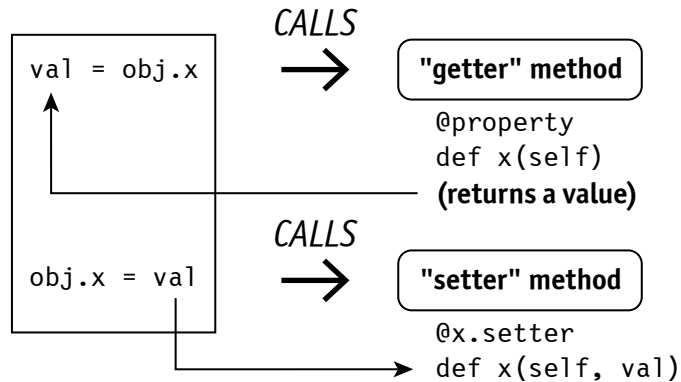 CALLS
val = obj.x
"getter" method
@property
def x(self)
(returns a value)
CALLS
obj.x = val
"setter" method
@x.setter
def x(self, val)